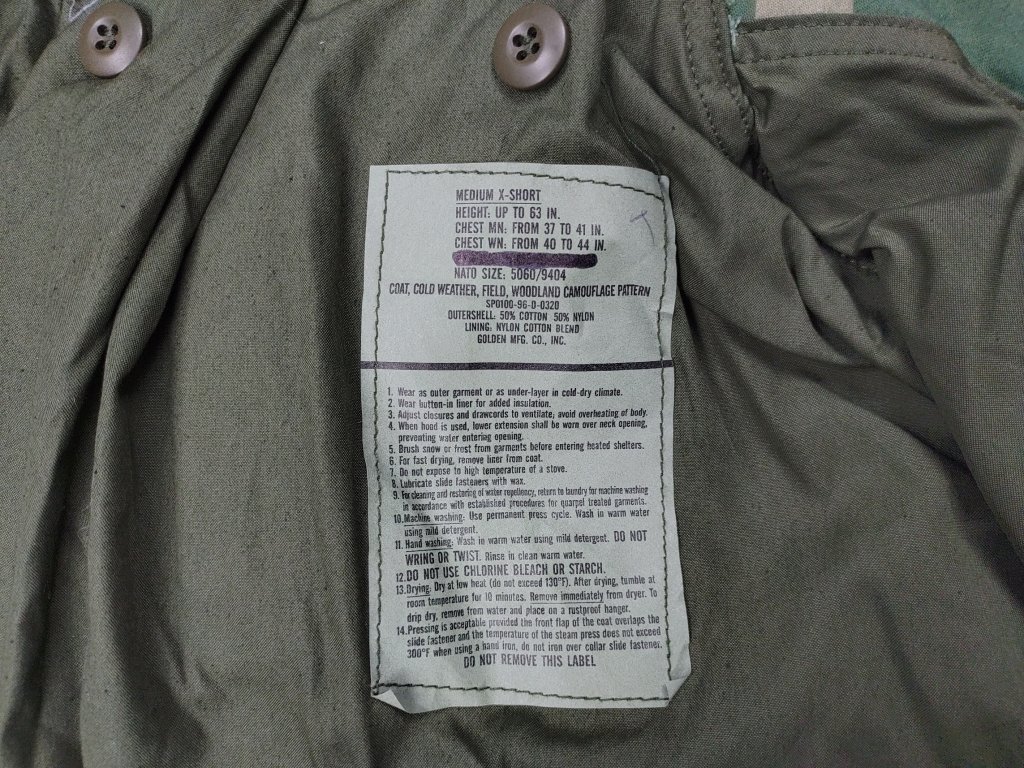 MEDIUM X-SHORT
HEIGHT: UP TO 63 IN.
CHEST MN: FROM 37 TO 41 IN.
CHEST WN: FROM 40 TO 44 IN.
NATO SIZE: 5060/9404
COAT, COLD WEATHER, FIELD, WOODLAND CAMOUFLAGE PATTERN
SP0100-96-D-0320
OUTERSHELL: 50% COTTON 50% NYLON
LINING: NYLON COTTON BLEND
GOLDEN MFG. CO., INC.
1. Wear as outer garment or as under-layer in cold-dry climate.
2. Wear button-in liner for added insulation.
3. Adjust closures and drawcords to ventilate; avoid overheating of body.
4. When hood is used, lower extension shall be worn over neck opening,
preventing water entering opening.
5. Brush snow or frost from garments before entering heated shelters.
6. For fast drying, remove liner from coat.
7. Do not expose to high temperature of a stove.
8. Lubricate slide fasteners with wax.
9. For cleaning and restoring of water repellency, return to laundry for machine washing
in accordance with established procedures for quarpel treated garments.
10. Machine washing: Use permanent press cycle. Wash in warm water
using mild detergent.
11. Hand washing: Wash in warm water using mild detergent. DO NOT
WRING OR TWIST. Rinse in clean warm water.
12. DO NOT USE CHLORINE BLEACH OR STARCH.
13. Drying: Dry at low heat (do not exceed 130°F). After drying, tumble at
room temperature for 10 minutes. Remove immediately from dryer. To
drip dry, remove from water and place on a rustproof hanger.
14. Pressing is acceptable provided the front flap of the coat overlaps the
slide fastener and the temperature of the steam press does not exceed
300°F when using a hand iron, do not iron over collar slide fastener.
DO NOT REMOVE THIS LABEL